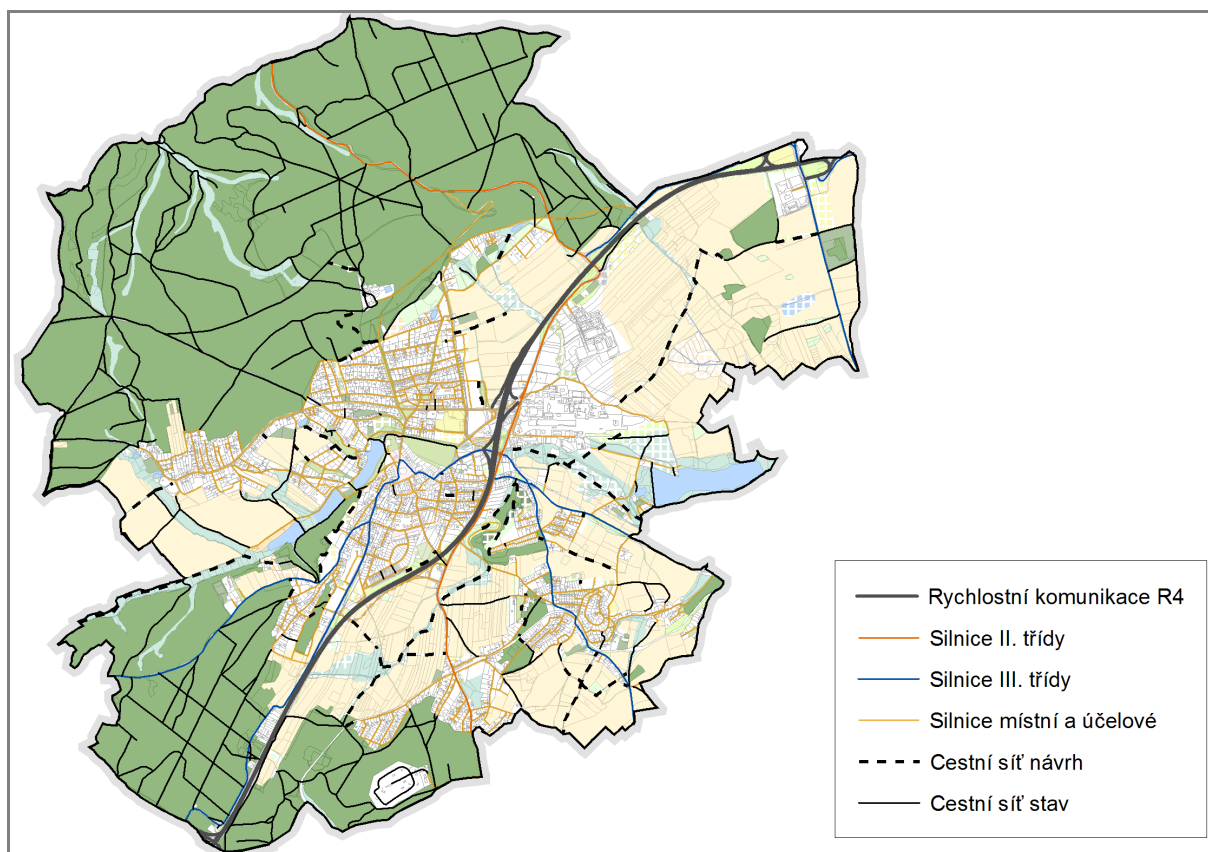 Rychlostní komunikace R4
Silnice II. třídy
Silnice III. třídy
Silnice místní a účelové
Cestní síť návrh
Cestní síť stav